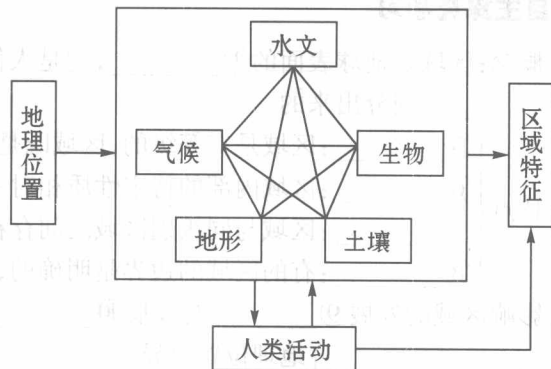 水文
地理位置
气候
生物
区域特征
地形
土壤
人类活动